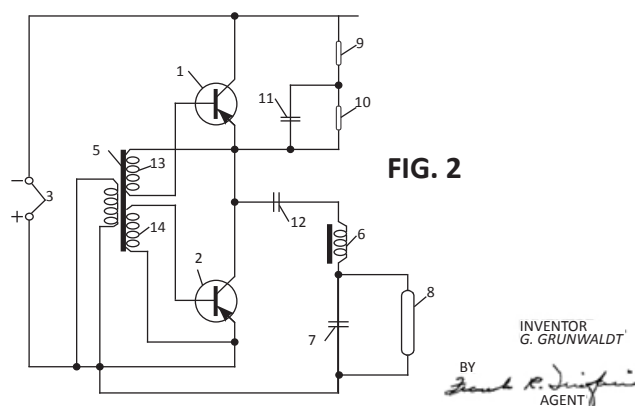 9
1
11
10
5
13
FIG. 2
− 3
+
14
12
6
2
8
7
INVENTOR
G. GRUNWALDT
BY
AGENT